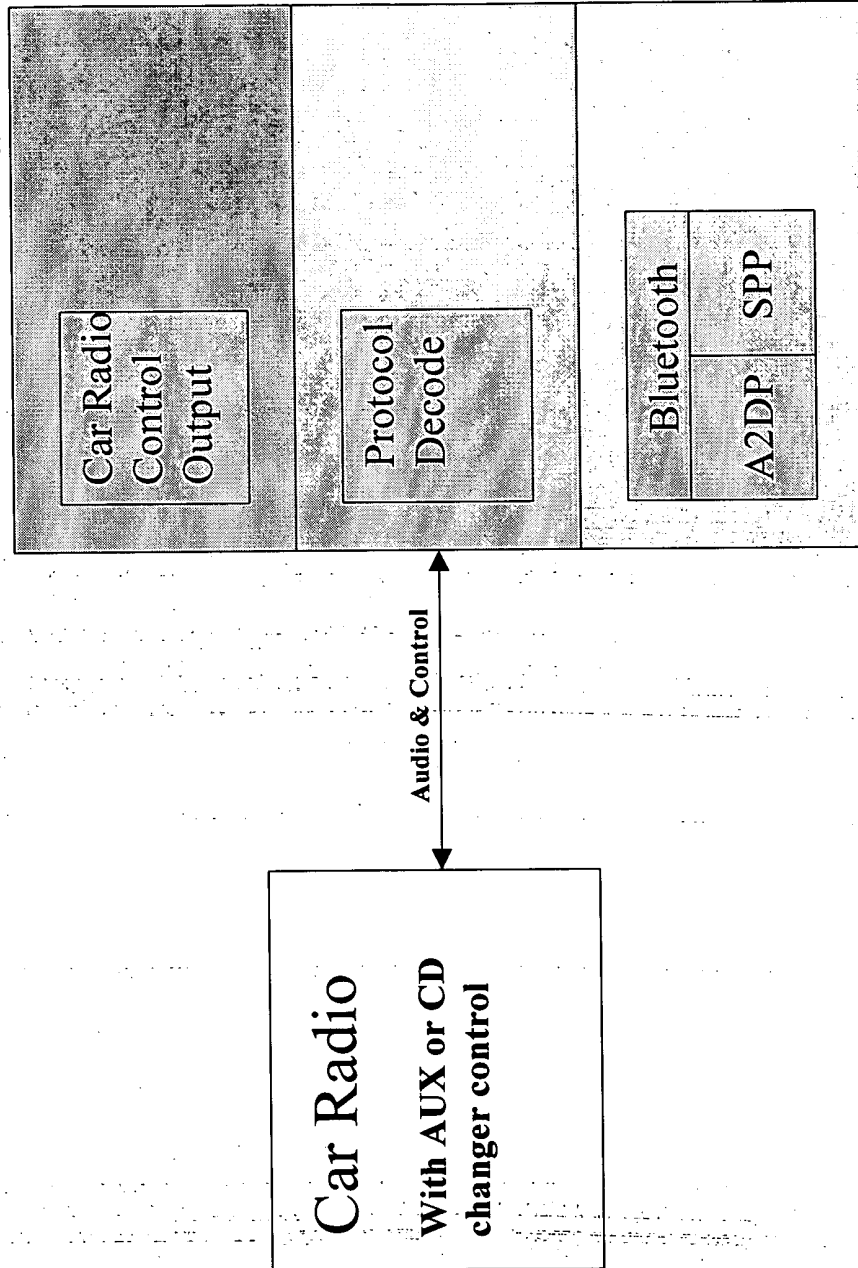 Car Radio
With AUX or CD
changer control
Audio & Control
Car Radio
Control
Output
Protocol
Decode
Bluetooth
A2DP SPP